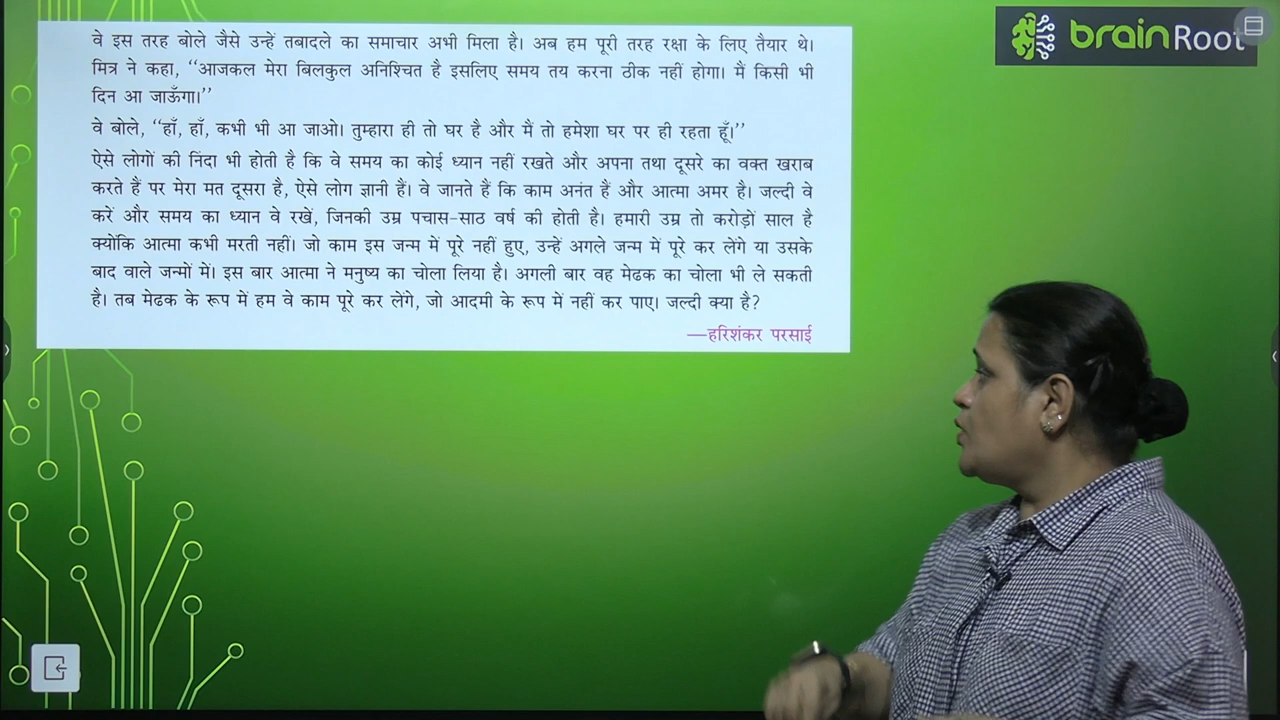 वे इस तरह बोले जैसे उन्हें तबादले का समाचार अभी मिला है। अब हम पूरी तरह रक्षा के लिए तैयार थे।
मित्र ने कहा, ‘‘आजकल मेरा बिलकुल अनिश्चित है इसलिए समय तय करना ठीक नहीं होगा। मैं किसी भी
दिन आ जाऊँगा।’’
वे बोले, ‘‘हाँ, हाँ, कभी भी आ जाओ। तुम्हारा ही तो घर है और मैं तो हमेशा घर पर ही रहता हूँ।’’
ऐसे लोगों की निंदा भी होती है कि वे समय का कोई ध्यान नहीं रखते और अपना तथा दूसरे का वक्त खराब
करते हैं पर मेरा मत दूसरा है, ऐसे लोग ज्ञानी हैं। वे जानते हैं कि काम अनंत हैं और आत्मा अमर है। जल्दी वे
करें और समय का ध्यान वे रखें, जिनकी उम्र पचास-साठ वर्ष की होती है। हमारी उम्र तो करोड़ों साल है
क्योंकि आत्मा कभी मरती नहीं। जो काम इस जन्म में पूरे नहीं हुए, उन्हें अगले जन्म में पूरे कर लेंगे या उसके
बाद वाले जन्मों में। इस बार आत्मा ने मनुष्य का चोला लिया है। अगली बार वह मेढक का चोला भी ले सकती
है। तब मेढक के रूप में हम वे काम पूरे कर लेंगे, जो आदमी के रूप में नहीं कर पाए। जल्दी क्या है?
—हरिशंकर परसाई
brainRoot